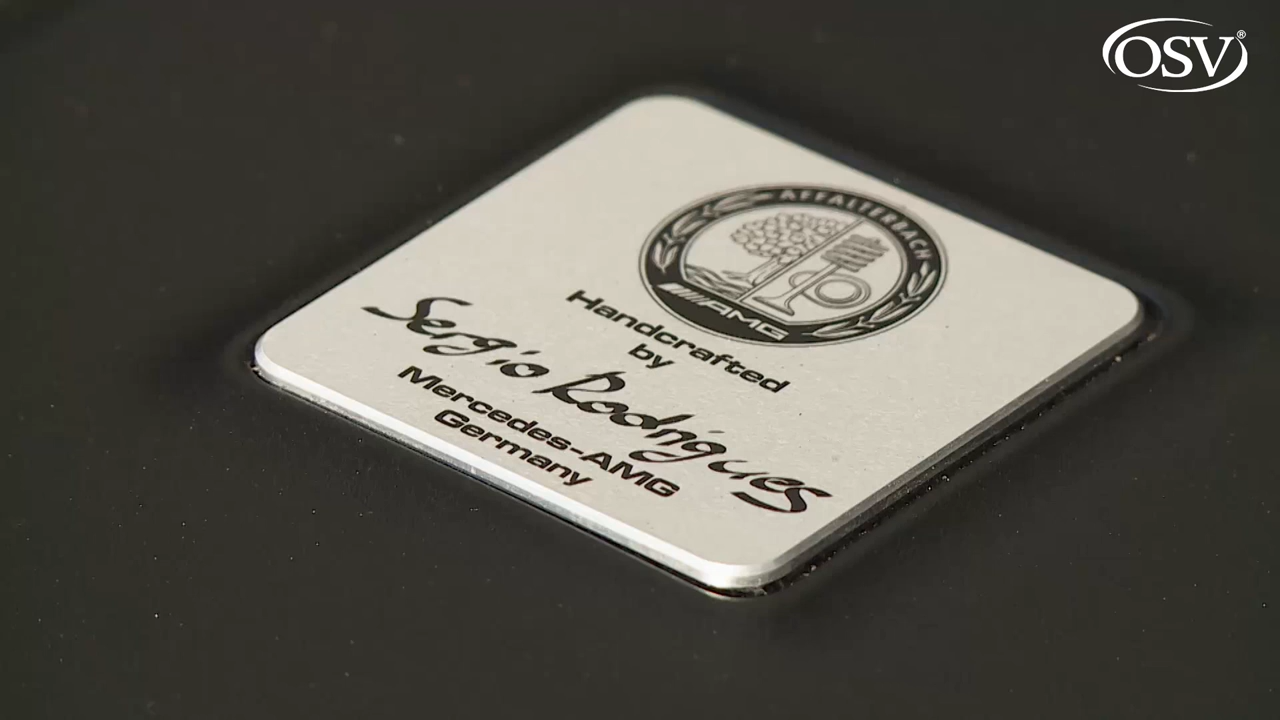 OSV®
AFFALTERBACH
AMG
Handcrafted
by
Sergio Rodrigues
Mercedes-AMG
Germany